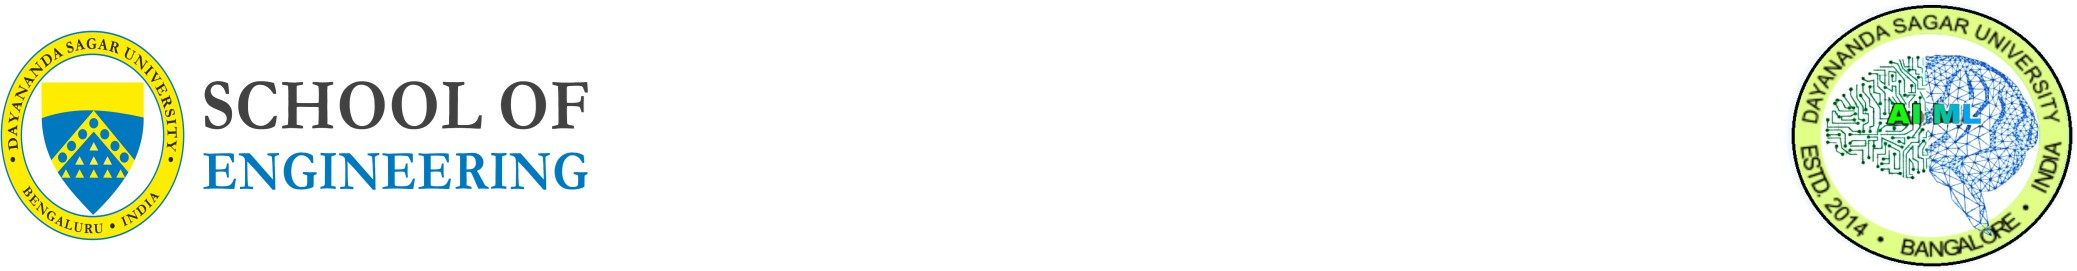 • DAYANANDA SAGAR UNIVERSITY •
BENGALURU • INDIA
SCHOOL OF
ENGINEERING
DAYANANDA SAGAR UNIVERSITY
AI ML
ESTD. 2014 • BANGALORE • INDIA